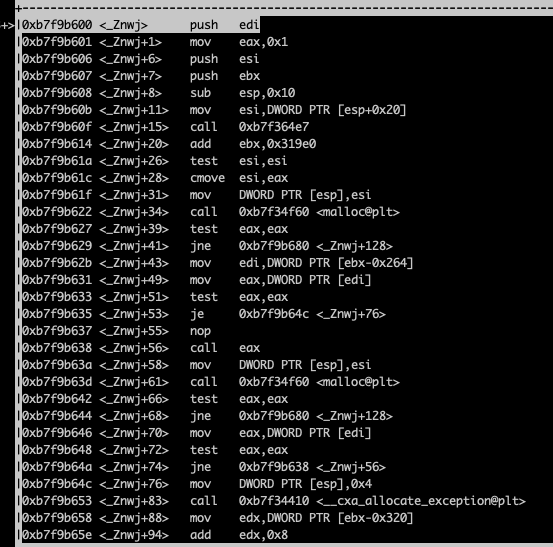 >|0xb7f9b600 <_Znwj> push edi
|0xb7f9b601 <_Znwj+1> mov eax,0x1
|0xb7f9b606 <_Znwj+6> push esi
|0xb7f9b607 <_Znwj+7> push ebx
|0xb7f9b608 <_Znwj+8> sub esp,0x10
|0xb7f9b60b <_Znwj+11> mov esi,DWORD PTR [esp+0x20]
|0xb7f9b60f <_Znwj+15> call 0xb7f364e7
|0xb7f9b614 <_Znwj+20> add ebx,0x319e0
|0xb7f9b61a <_Znwj+26> test esi,esi
|0xb7f9b61c <_Znwj+28> cmove esi,eax
|0xb7f9b61f <_Znwj+31> mov DWORD PTR [esp],esi
|0xb7f9b622 <_Znwj+34> call 0xb7f34f60 <malloc@plt>
|0xb7f9b627 <_Znwj+39> test eax,eax
|0xb7f9b629 <_Znwj+41> jne 0xb7f9b680 <_Znwj+128>
|0xb7f9b62b <_Znwj+43> mov edi,DWORD PTR [ebx-0x264]
|0xb7f9b631 <_Znwj+49> mov eax,DWORD PTR [edi]
|0xb7f9b633 <_Znwj+51> test eax,eax
|0xb7f9b635 <_Znwj+53> je 0xb7f9b64c <_Znwj+76>
|0xb7f9b637 <_Znwj+55> nop
|0xb7f9b638 <_Znwj+56> call eax
|0xb7f9b63a <_Znwj+58> mov DWORD PTR [esp],esi
|0xb7f9b63d <_Znwj+61> call 0xb7f34f60 <malloc@plt>
|0xb7f9b642 <_Znwj+66> test eax,eax
|0xb7f9b644 <_Znwj+68> jne 0xb7f9b680 <_Znwj+128>
|0xb7f9b646 <_Znwj+70> mov eax,DWORD PTR [edi]
|0xb7f9b648 <_Znwj+72> test eax,eax
|0xb7f9b64a <_Znwj+74> jne 0xb7f9b638 <_Znwj+56>
|0xb7f9b64c <_Znwj+76> mov DWORD PTR [esp],0x4
|0xb7f9b653 <_Znwj+83> call 0xb7f34410 <__cxa_allocate_exception@plt>
|0xb7f9b658 <_Znwj+88> mov edx,DWORD PTR [ebx-0x320]
|0xb7f9b65e <_Znwj+94> add edx,0x8